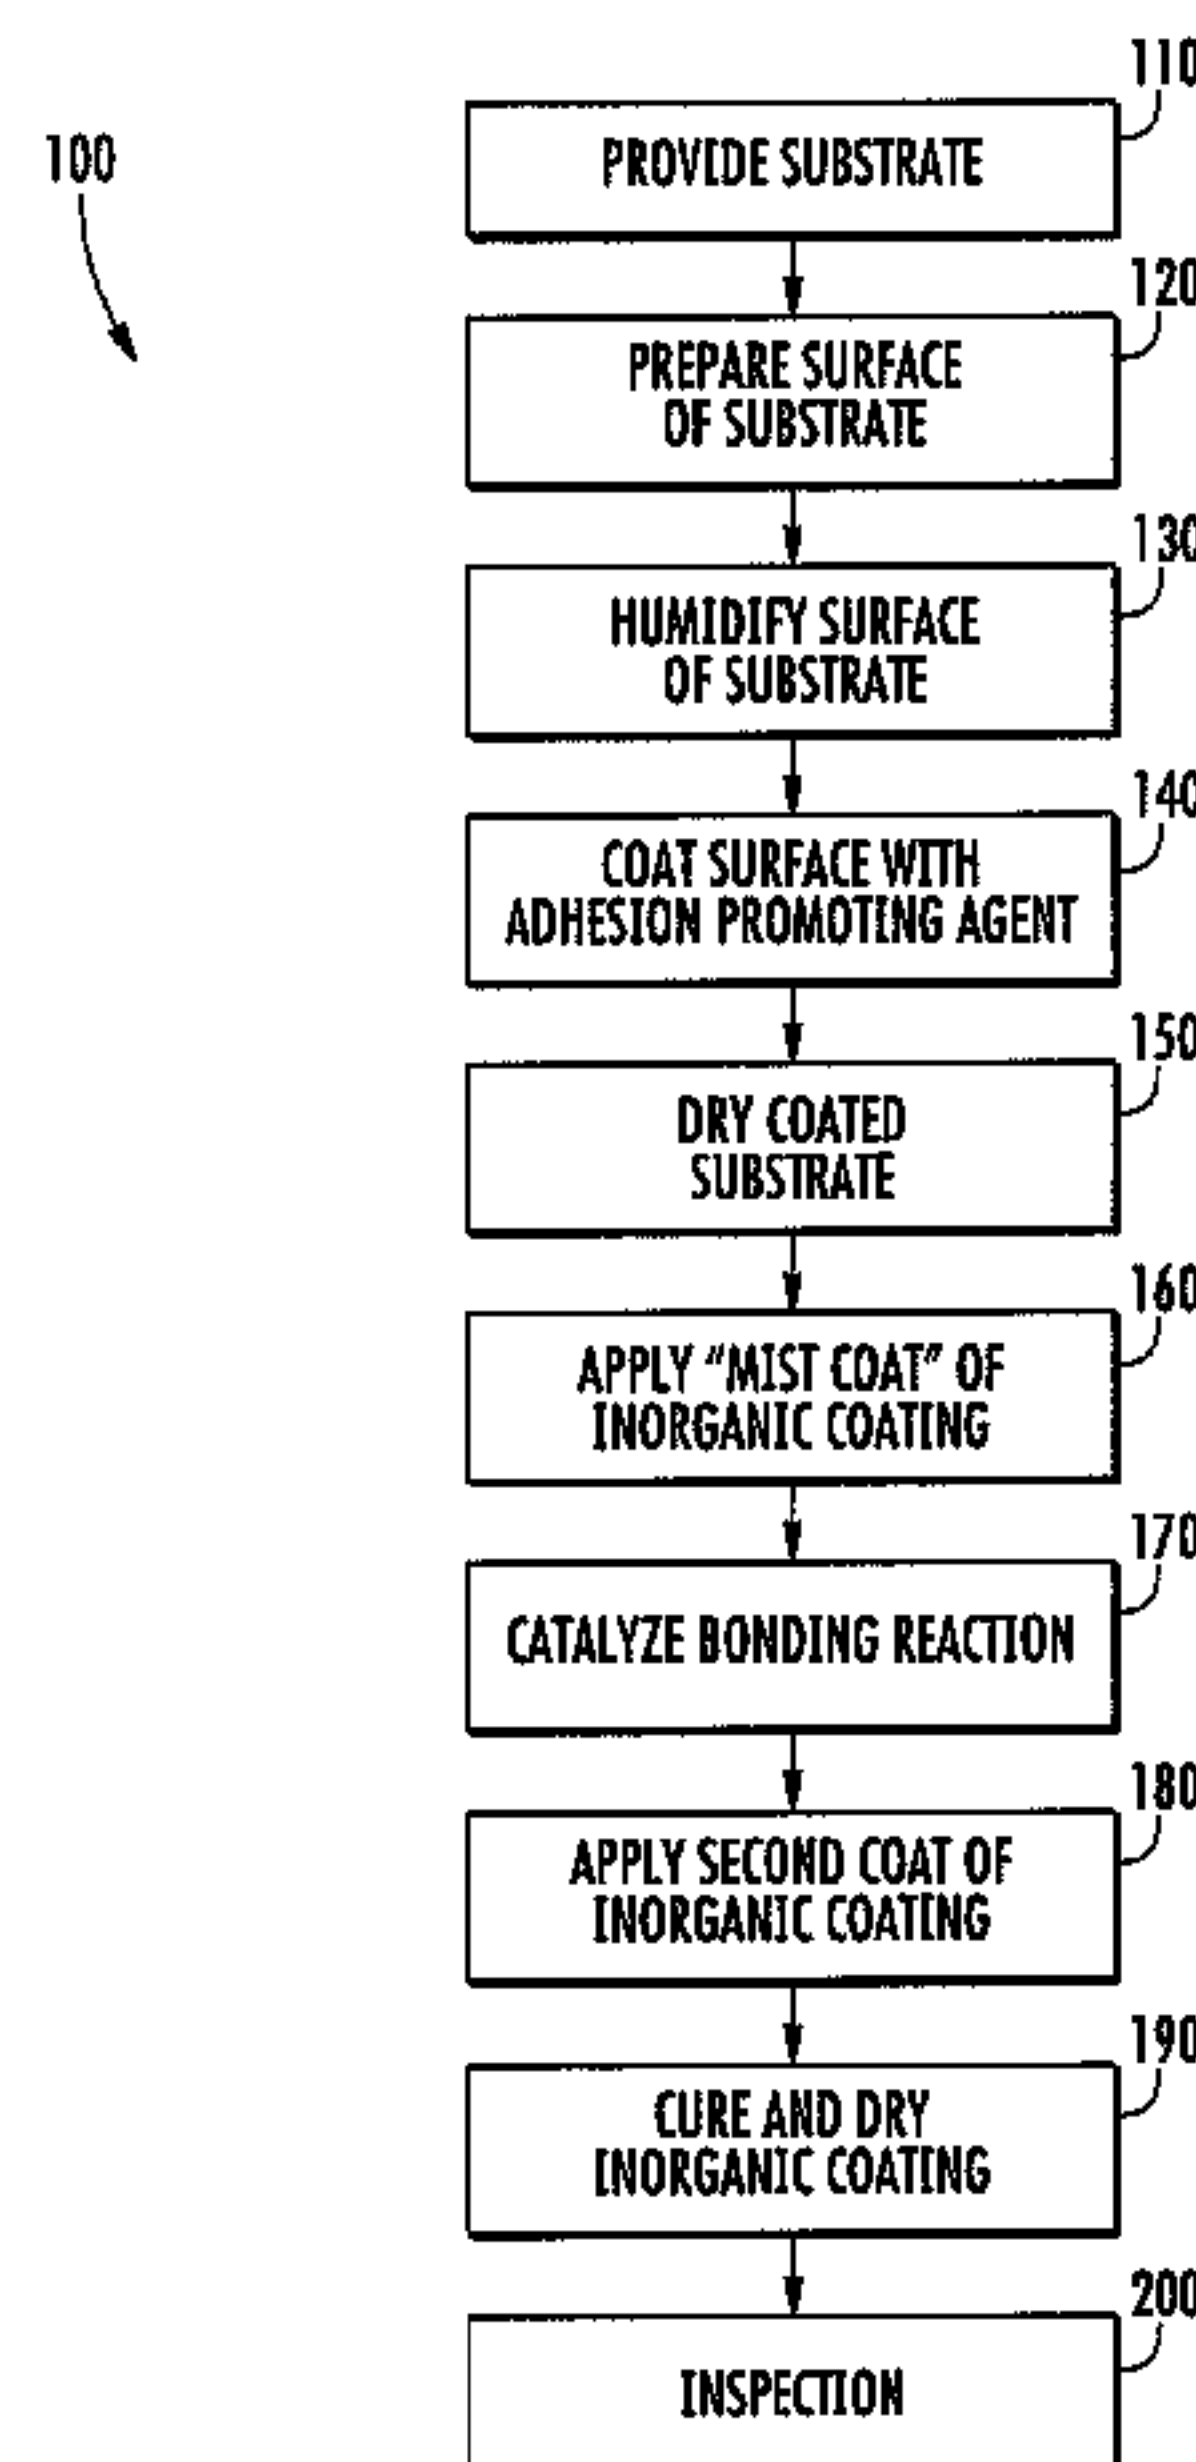 110
100
PROVIDE SUBSTRATE
120
PREPARE SURFACE
OF SUBSTRATE
130
HUMIDIFY SURFACE
OF SUBSTRATE
140
COAT SURFACE WITH
ADHESION PROMOTING AGENT
150
DRY COATED
SUBSTRATE
160
APPLY “MIST COAT” OF
INORGANIC COATING
170
CATALYZE BONDING REACTION
180
APPLY SECOND COAT OF
INORGANIC COATING
190
CURE AND DRY
INORGANIC COATING
200
INSPECTION